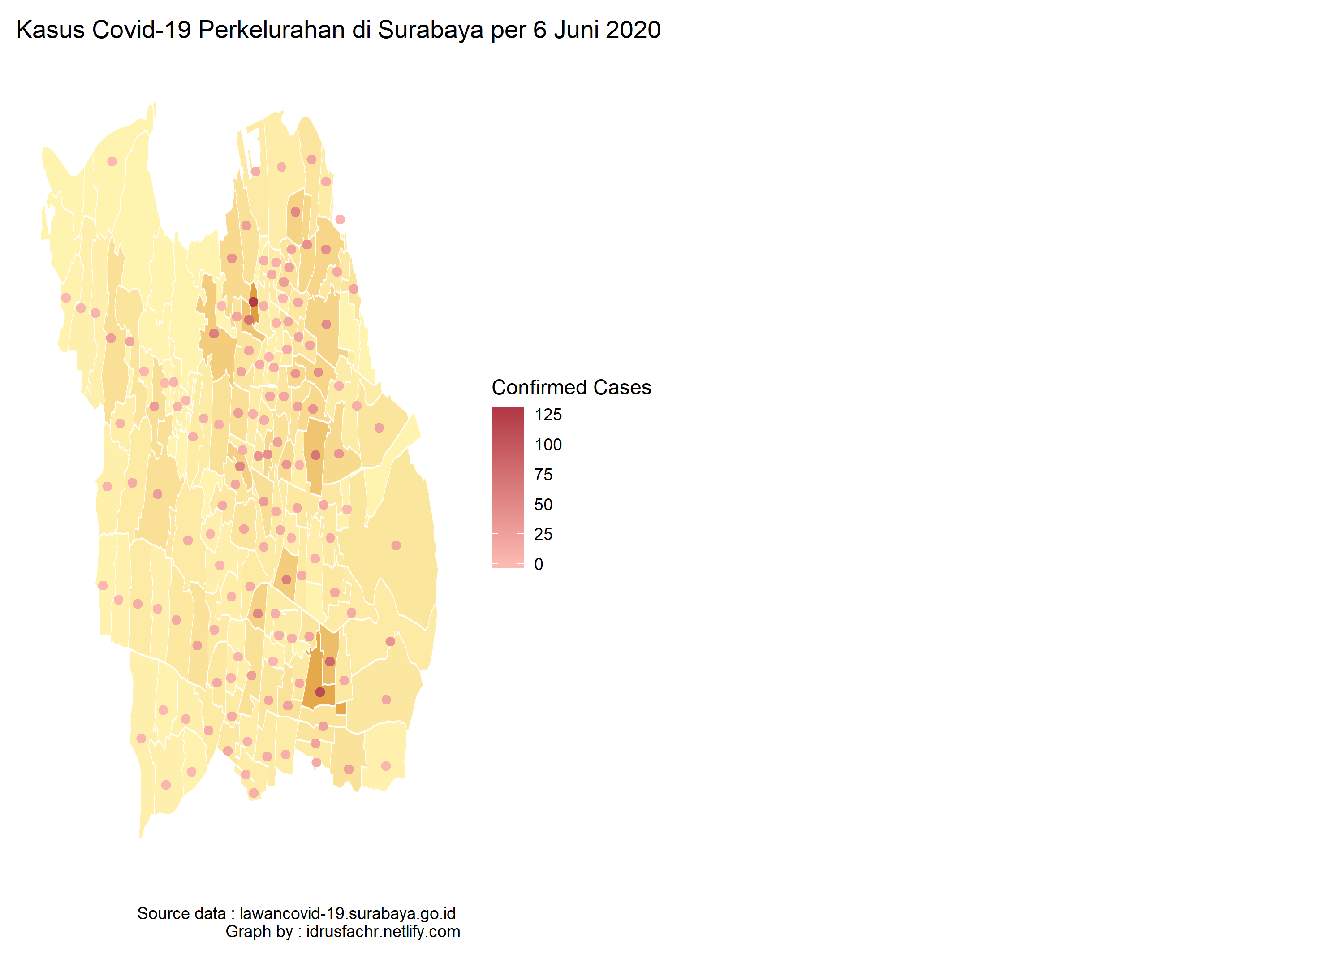 Kasus Covid-19 Perkelurahan di Surabaya per 6 Juni 2020
Confirmed Cases
125
100
75
50
25
0
Source data : lawancovid-19.surabaya.go.id
Graph by : idrusfachr.netlify.com